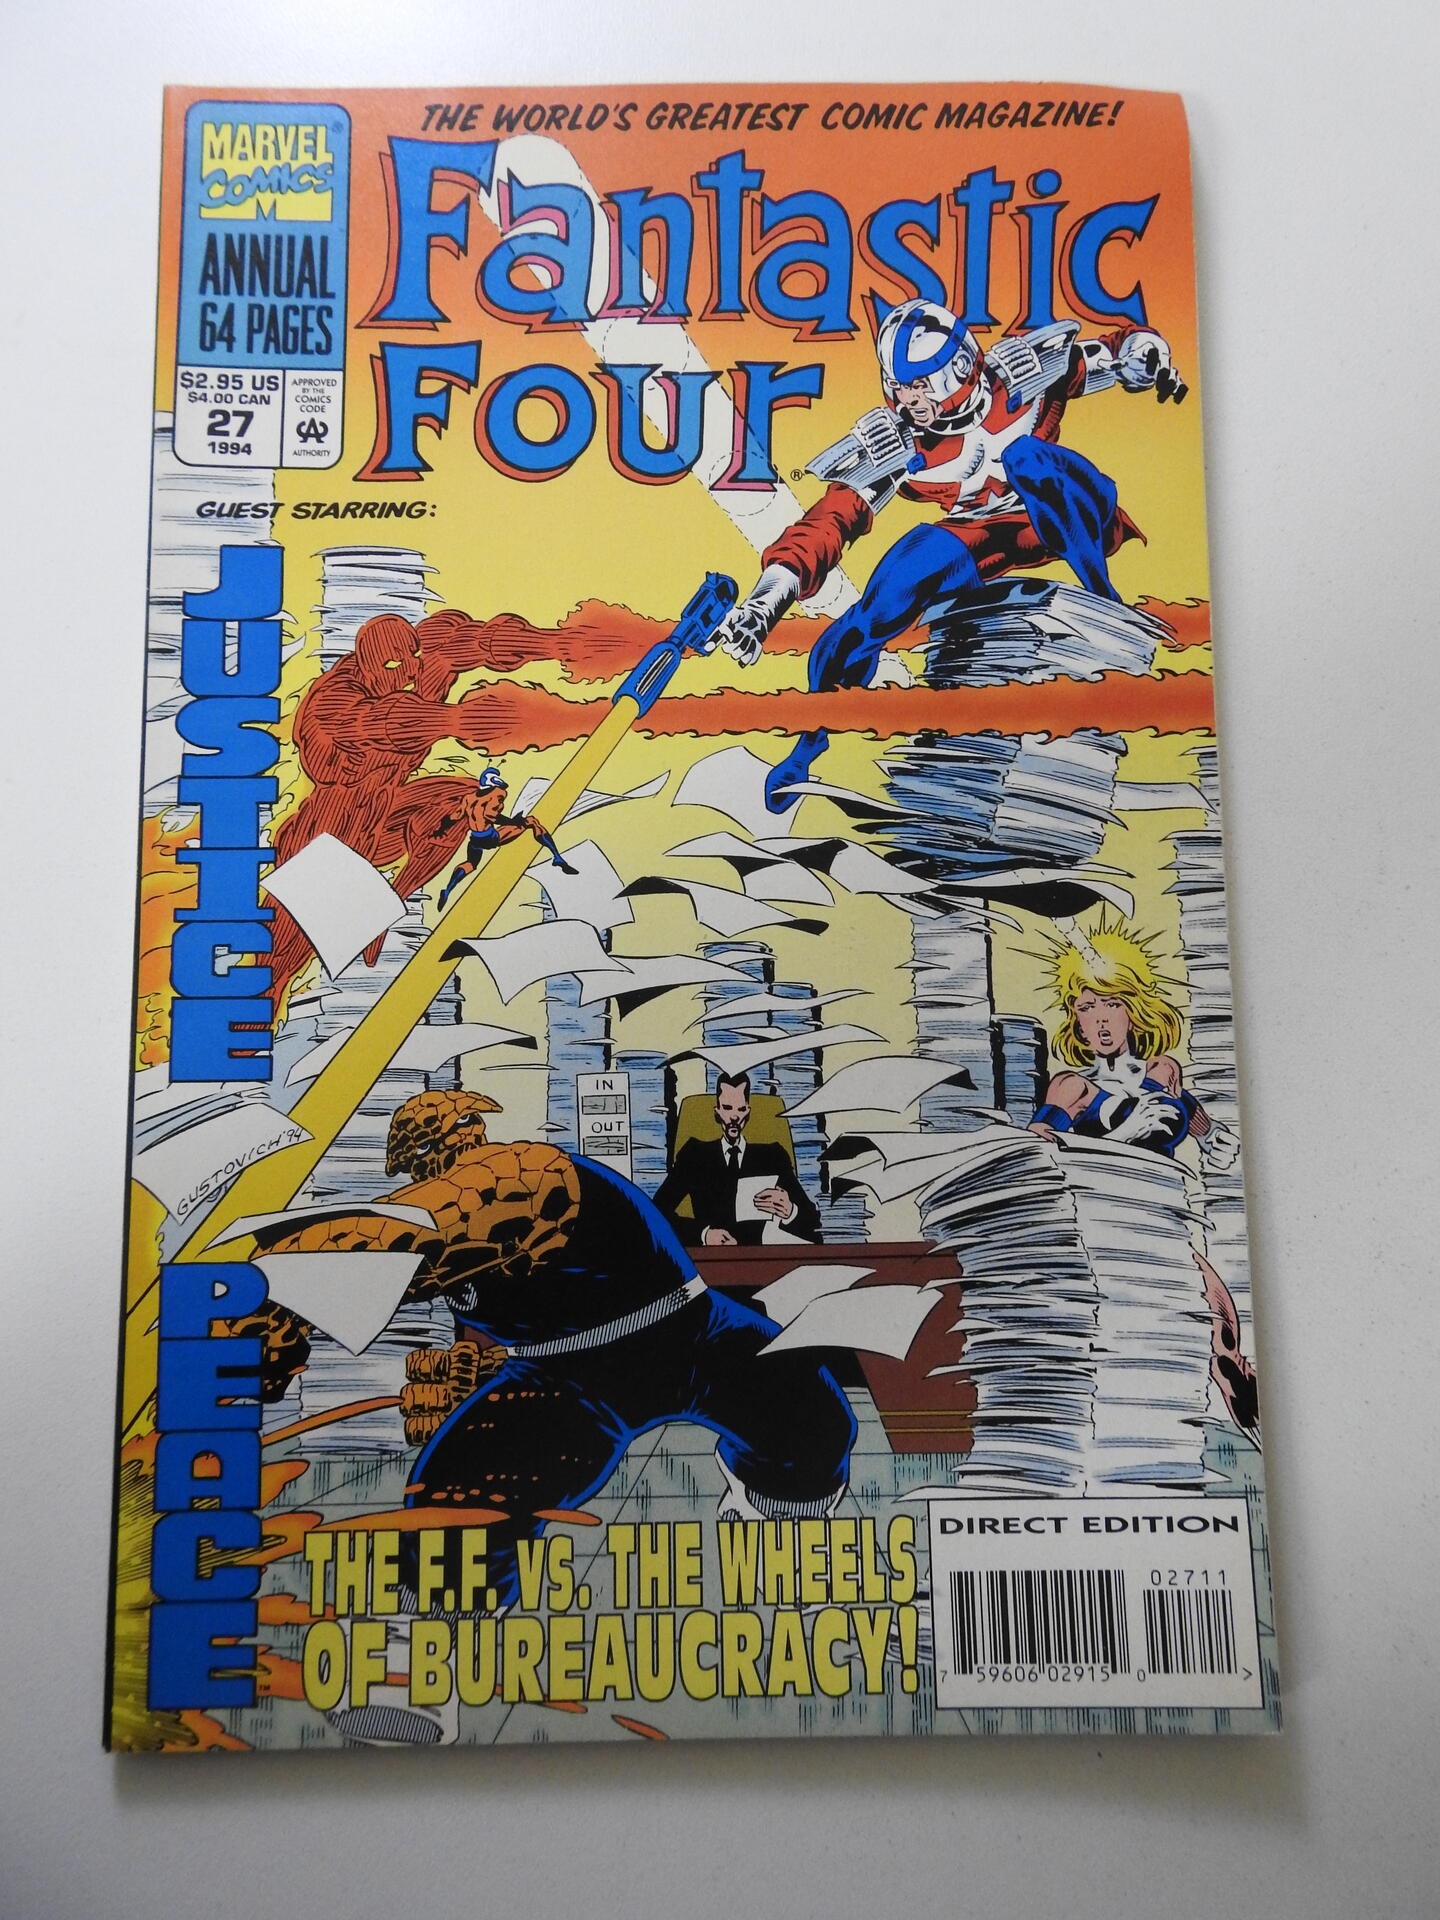 THE WORLD'S GREATEST COMIC MAGAZINE!
MARVEL®
COMICS
M
ANNUAL
64 PAGES
$2.95 US
$4.00 CAN
27
1994
APPROVED
BY THE
COMICS
CODE
CA
AUTHORITY
Fantastic
Four®
GUEST STARRING:
JUSTICE
PEACE™
IN
OUT
GUSTOVICH '94
THE F.F. VS. THE WHEELS
OF BUREAUCRACY!
DIRECT EDITION
02711
7 59606 02915 0 >